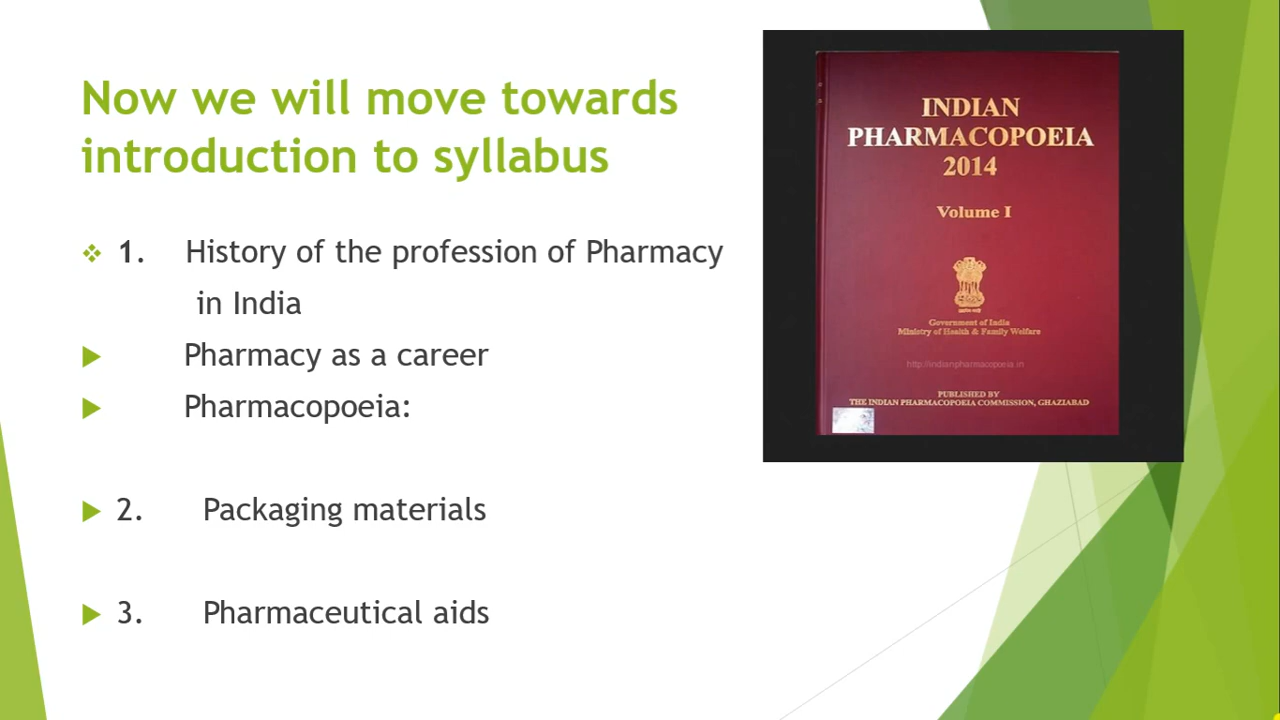 Now we will move towards
introduction to syllabus
1. History of the profession of Pharmacy
in India
Pharmacy as a career
Pharmacopoeia:
2. Packaging materials
3. Pharmaceutical aids
INDIAN
PHARMACOPOEIA
2014
Volume I
Government of India
Ministry of Health & Family Welfare
http://indianpharmacopoeia.in
PUBLISHED BY
THE INDIAN PHARMACOPOEIA COMMISSION, GHAZIABAD